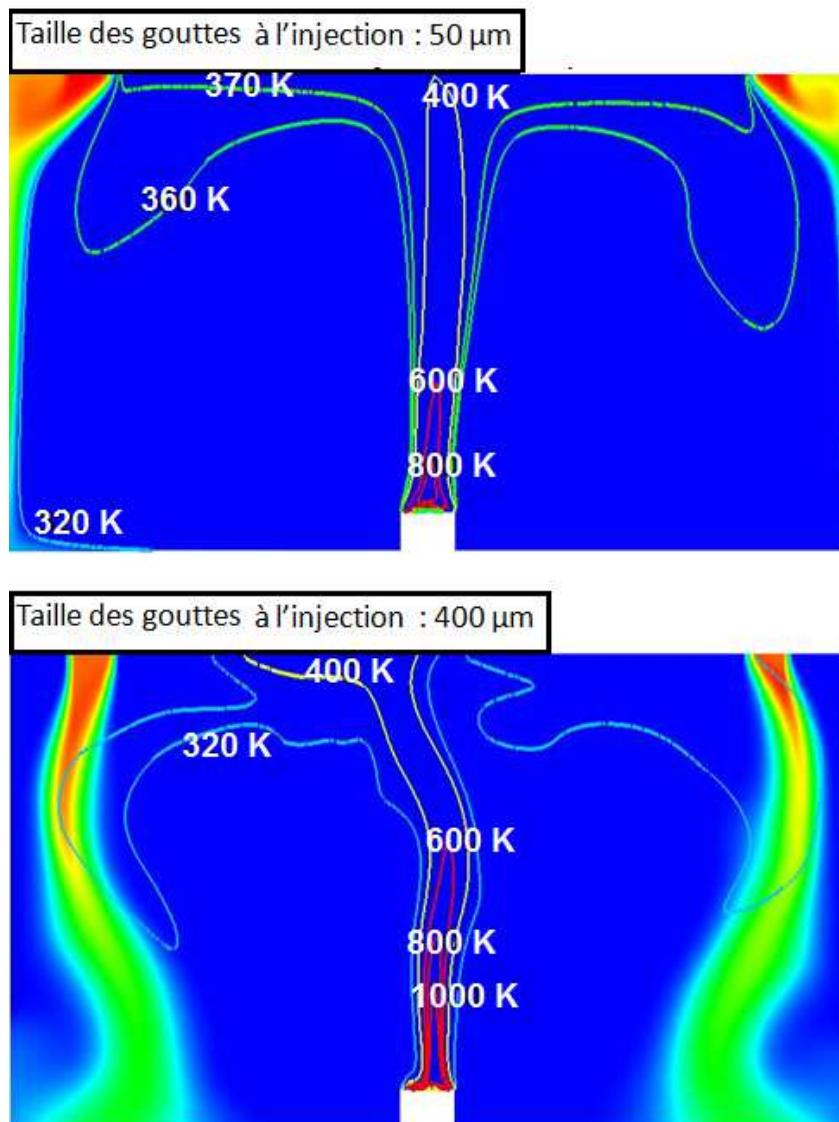 Taille des gouttes à l'injection : 50 µm
370 K
400 K
360 K
600 K
800 K
320 K
Taille des gouttes à l'injection : 400 µm
400 K
320 K
600 K
800 K
1000 K